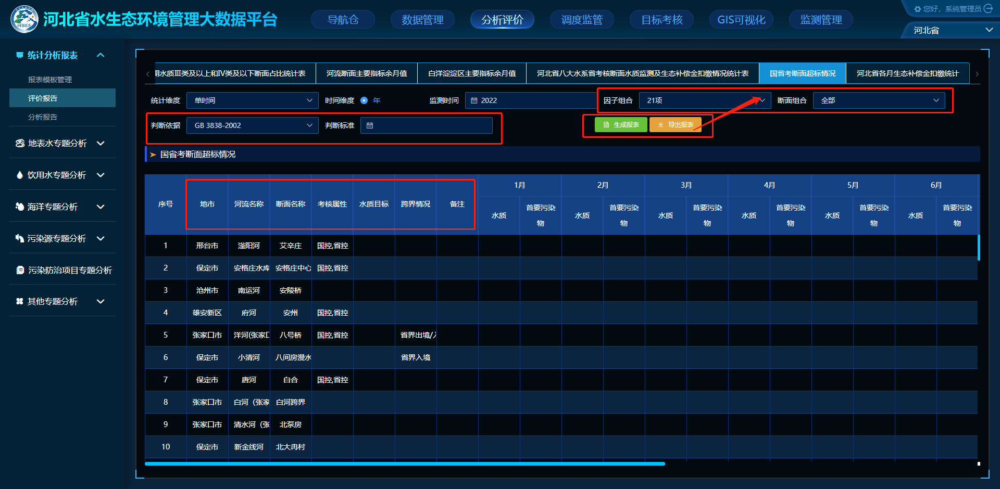 河北省水生态环境管理大数据平台
导航仓 数据管理 分析评价 调度监管 目标考核 GIS可视化 监测管理
您好，系统管理员
河北省
HBEE
统计分析报表
报表模板管理
评价报告
分析报告
地表水专题分析
饮用水专题分析
海洋专题分析
污染源专题分析
污染防治项目专题分析
其他专题分析
期水质Ⅲ类及以上和Ⅳ类及以下断面占比统计表 河流断面主要指标余月值 白洋淀淀区主要指标余月值 河北省八大水系省考核断面水质监测及生态补偿金扣缴情况统计表 国省考断面超标情况 河北省各月生态补偿金扣缴统计
统计维度 单时间 时间维度 年 监测时间 2022 因子组合 21项 断面组合 全部
判断依据 GB 3838-2002 判断标准 生成报表 导出报表
国省考断面超标情况
序号 地市 河流名称 断面名称 考核属性 水质目标 跨界情况 备注 1月 2月 3月 4月 5月 6月
水质 首要污染物 水质 首要污染物 水质 首要污染物 水质 首要污染物 水质 首要污染物 水质 首要污染物
1 邢台市 滏阳河 艾辛庄 国控,省控
2 保定市 安格庄水库 安格庄中心 国控,省控
3 沧州市 南运河 安陵桥
4 雄安新区 府河 安州 国控,省控
5 张家口市 洋河(张家口 八号桥 国控,省控 省界出境/入
6 保定市 小清河 八间房漫水 省界入境
7 保定市 唐河 白合 国控,省控
8 张家口市 白河（张家 白河跨界
9 张家口市 清水河（张 北泵房
10 保定市 新金线河 北大冉村